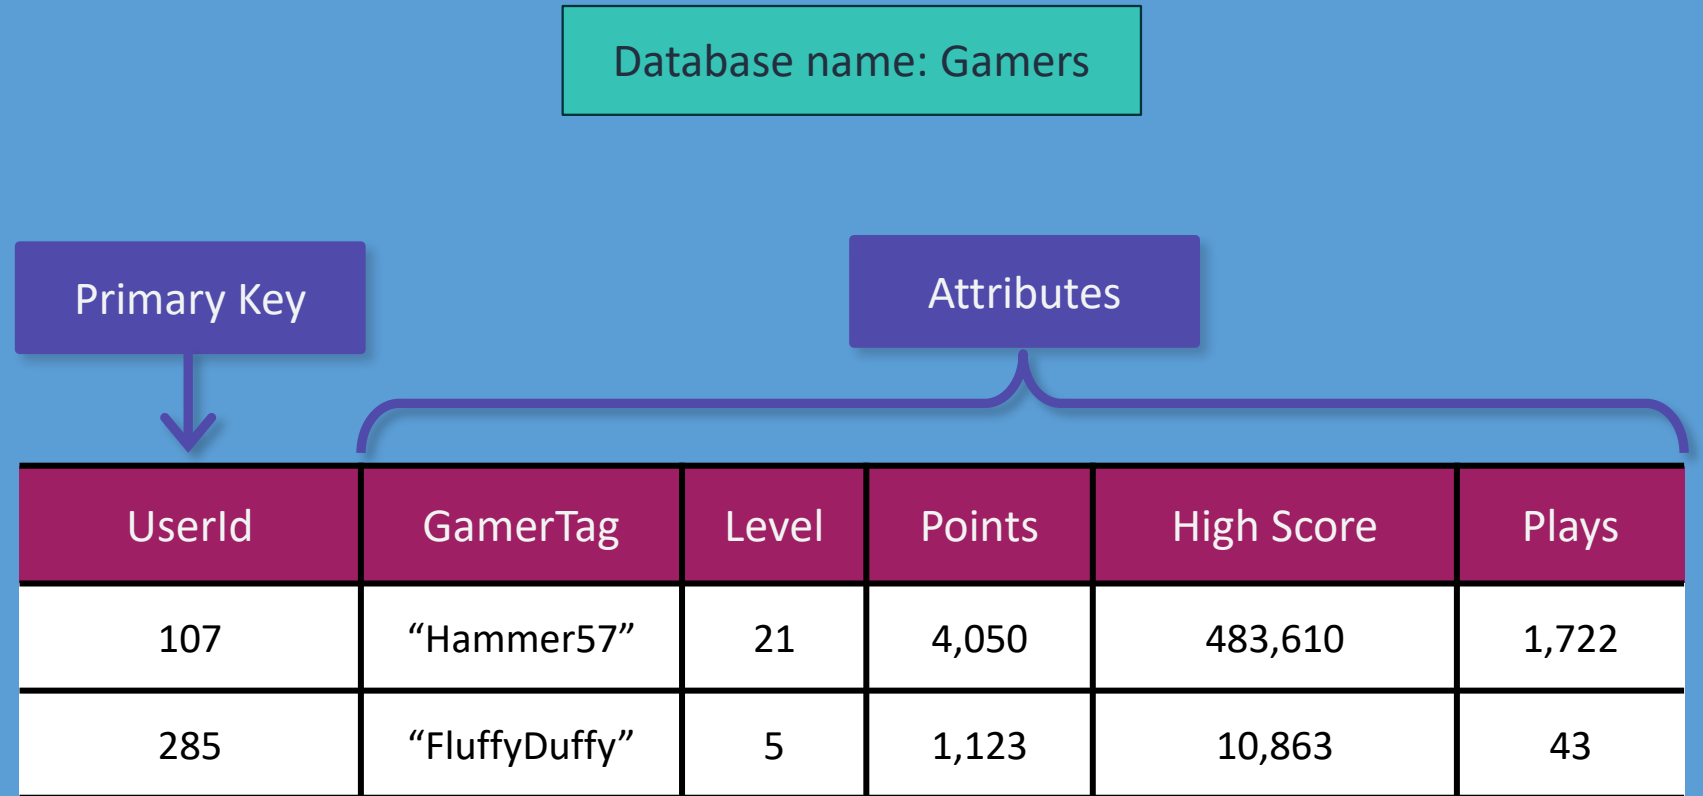 Database name: Gamers
Primary Key
Attributes
UserId GamerTag Level Points High Score Plays
107 “Hammer57” 21 4,050 483,610 1,722
285 “FluffyDuffy” 5 1,123 10,863 43